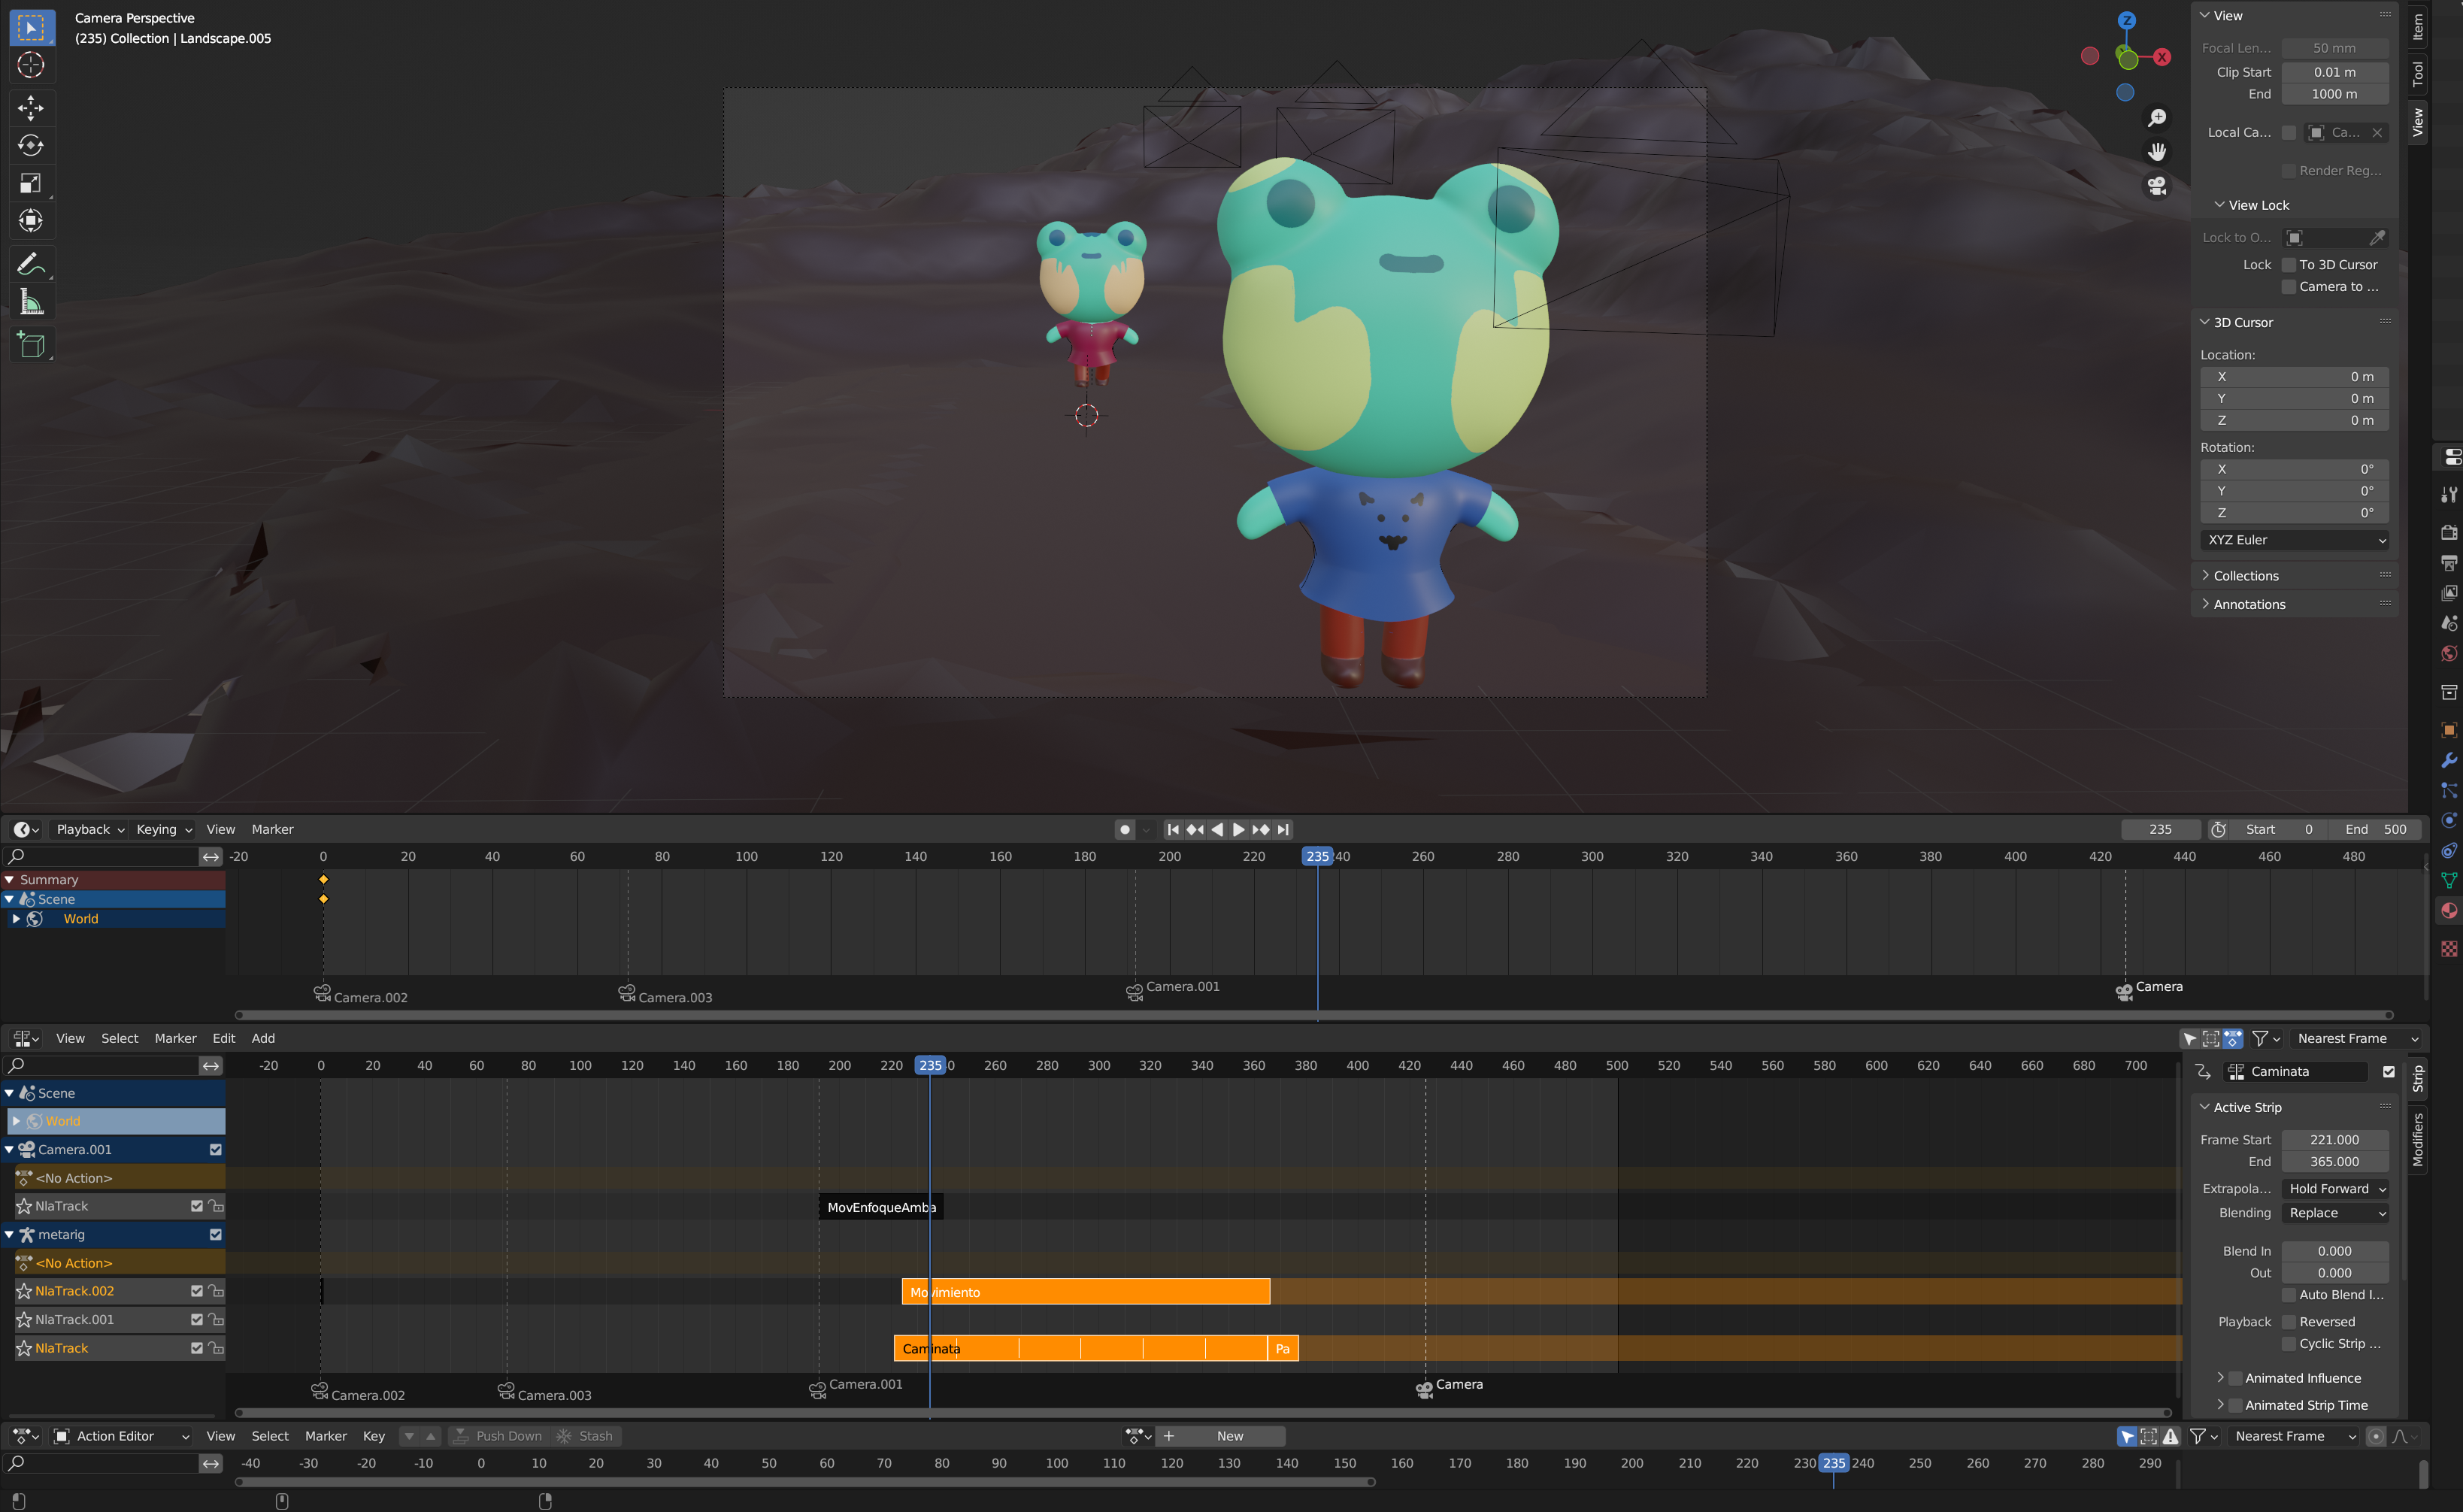 Camera Perspective
(235) Collection | Landscape.005
Z
X
View
Focal Len... 50 mm
Clip Start 0.01 m
End 1000 m
Local Ca... Ca...
Render Reg...
View Lock
Lock to O...
Lock To 3D Cursor
Camera to ...
3D Cursor
Location:
X 0 m
Y 0 m
Z 0 m
Rotation:
X 0°
Y 0°
Z 0°
XYZ Euler
Collections
Annotations
Item
Tool
View
Playback Keying View Marker 235 Start 0 End 500
-20 0 20 40 60 80 100 120 140 160 180 200 220 235 40 260 280 300 320 340 360 380 400 420 440 460 480
Summary
Scene
World
Camera.002 Camera.003 Camera.001 Camera
View Select Marker Edit Add Nearest Frame
-20 0 20 40 60 80 100 120 140 160 180 200 220 235 0 260 280 300 320 340 360 380 400 420 440 460 480 500 520 540 560 580 600 620 640 660 680 700
Scene
World
Camera.001
<No Action>
NlaTrack MovEnfoqueAmba
metarig
<No Action>
NlaTrack.002 Movimiento
NlaTrack.001
NlaTrack Caminata Pa
Camera.002 Camera.003 Camera.001 Camera
Caminata
Active Strip
Frame Start 221.000
End 365.000
Extrapola... Hold Forward
Blending Replace
Blend In 0.000
Out 0.000
Auto Blend I...
Playback Reversed
Cyclic Strip ...
Animated Influence
Animated Strip Time
Strip
Modifiers
Action Editor View Select Marker Key Push Down Stash New Nearest Frame
-40 -30 -20 -10 0 10 20 30 40 50 60 70 80 90 100 110 120 130 140 150 160 170 180 190 200 210 220 230 235 240 250 260 270 280 290